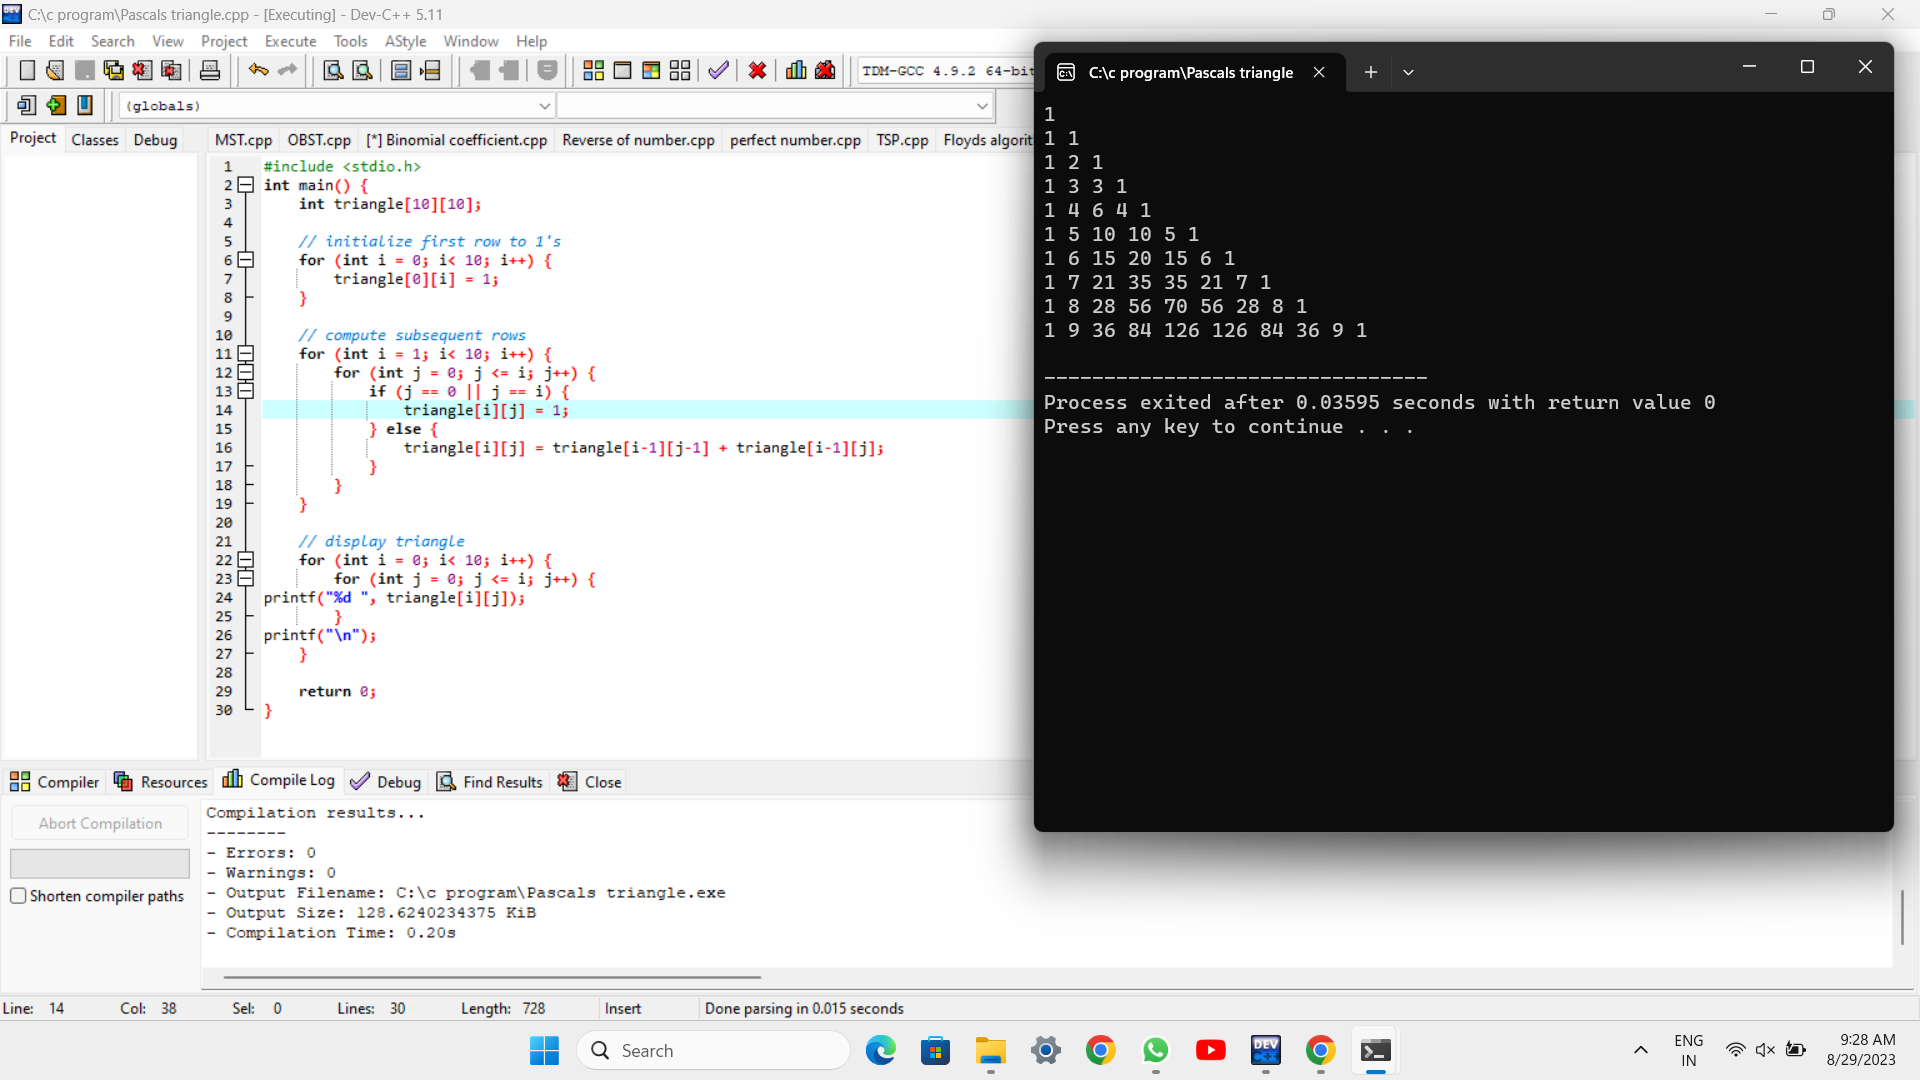 C:\c program\Pascals triangle.cpp - [Executing] - Dev-C++ 5.11
File Edit Search View Project Execute Tools AStyle Window Help
TDM-GCC 4.9.2 64-bit
(globals)
Project Classes Debug
MST.cpp OBST.cpp [*] Binomial coefficient.cpp Reverse of number.cpp perfect number.cpp TSP.cpp Floyds algorit
1 #include <stdio.h>
2 int main() {
3 int triangle[10][10];
4
5 // initialize first row to 1's
6 for (int i = 0; i< 10; i++) {
7 triangle[0][i] = 1;
8 }
9
10 // compute subsequent rows
11 for (int i = 1; i< 10; i++) {
12 for (int j = 0; j <= i; j++) {
13 if (j == 0 || j == i) {
14 triangle[i][j] = 1;
15 } else {
16 triangle[i][j] = triangle[i-1][j-1] + triangle[i-1][j];
17 }
18 }
19 }
20
21 // display triangle
22 for (int i = 0; i< 10; i++) {
23 for (int j = 0; j <= i; j++) {
24 printf("%d ", triangle[i][j]);
25 }
26 printf("\n");
27 }
28
29 return 0;
30 }
C:\c program\Pascals triangle
1
1 1
1 2 1
1 3 3 1
1 4 6 4 1
1 5 10 10 5 1
1 6 15 20 15 6 1
1 7 21 35 35 21 7 1
1 8 28 56 70 56 28 8 1
1 9 36 84 126 126 84 36 9 1
--------------------------------
Process exited after 0.03595 seconds with return value 0
Press any key to continue . . .
Compiler Resources Compile Log Debug Find Results Close
Abort Compilation
Shorten compiler paths
Compilation results...
--------
- Errors: 0
- Warnings: 0
- Output Filename: C:\c program\Pascals triangle.exe
- Output Size: 128.6240234375 KiB
- Compilation Time: 0.20s
Line: 14 Col: 38 Sel: 0 Lines: 30 Length: 728 Insert Done parsing in 0.015 seconds
Search
DEV C++
ENG
IN
9:28 AM
8/29/2023